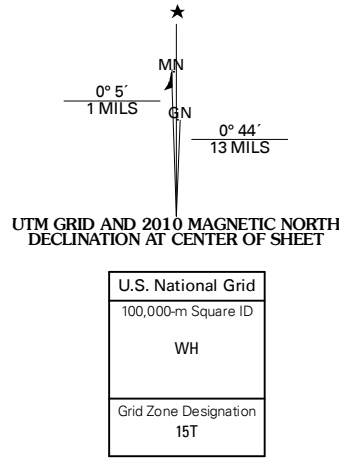 ★
MN
0° 5´
1 MILS
GN
0° 44´
13 MILS
UTM GRID AND 2010 MAGNETIC NORTH
DECLINATION AT CENTER OF SHEET
U.S. National Grid
100,000-m Square ID
WH
Grid Zone Designation
15T